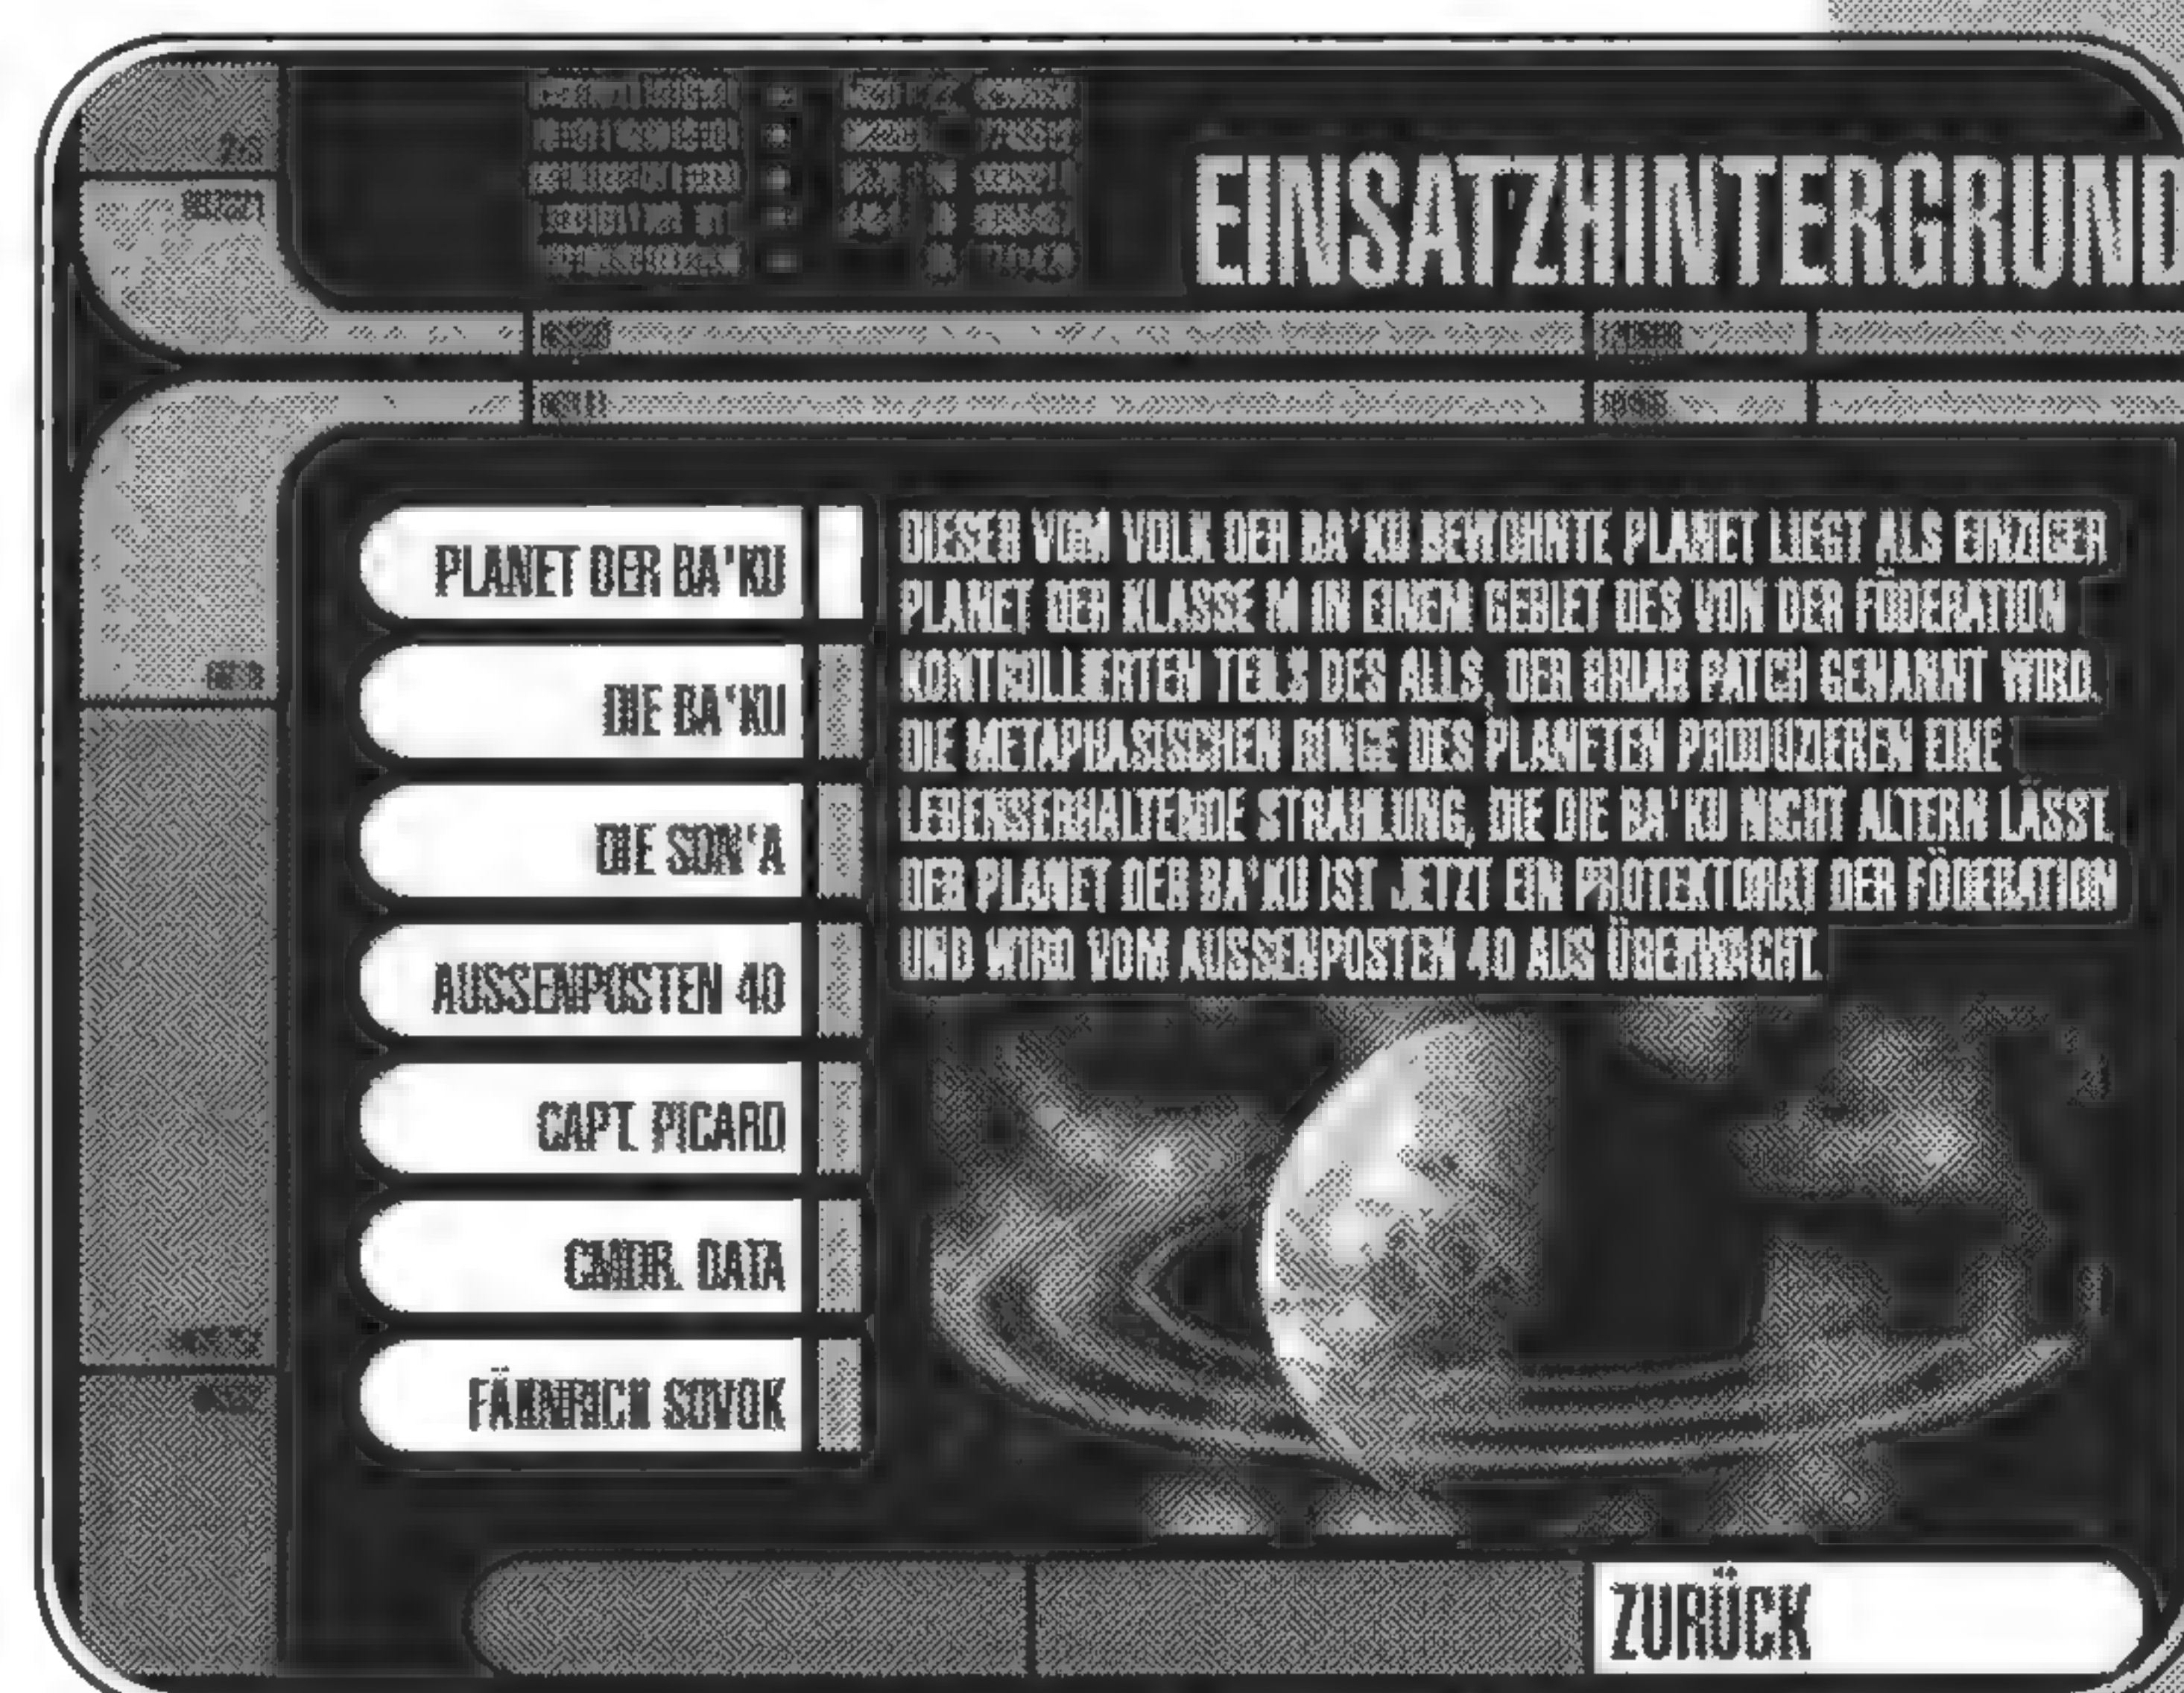 EINSATZHINTERGRUND
PLANET DER BA'KU
DIE BA'KU
DIE SON'A
AUSSENPOSTEN 40
CAPT. PICARD
CMDR. DATA
FÄHNRICH SOVOK
DIESER VOM VOLK DER BA'KU BEWOHNTE PLANET LIEGT ALS EINZIGER
PLANET DER KLASSE M IN EINEM GEBIET DES VON DER FÖDERATION
KONTROLLIERTEN TEILS DES ALLS, DER BRIAR PATCH GENANNT WIRD.
DIE METAPHASISCHEN RINGE DES PLANETEN PRODUZIEREN EINE
LEBENSERHALTENDE STRAHLUNG, DIE DIE BA'KU NICHT ALTERN LÄSST.
DER PLANET DER BA'KU IST JETZT EIN PROTEKTORAT DER FÖDERATION
UND WIRD VOM AUSSENPOSTEN 40 AUS ÜBERWACHT.
ZURÜCK